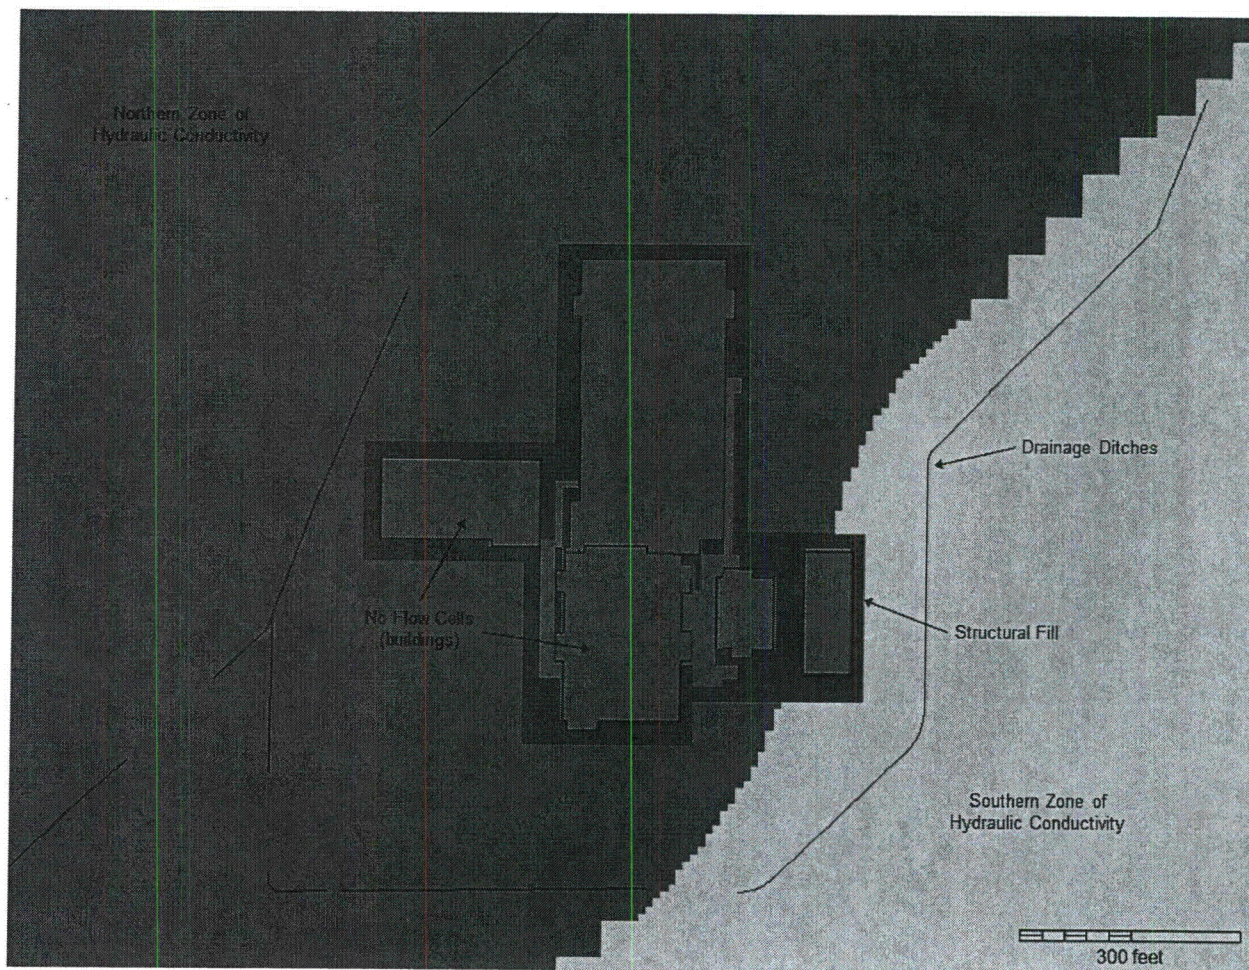 Northern Zone of
Hydraulic Conductivity
Drainage Ditches
No Flow Cells
(buildings)
Structural Fill
Southern Zone of
Hydraulic Conductivity
300 feet